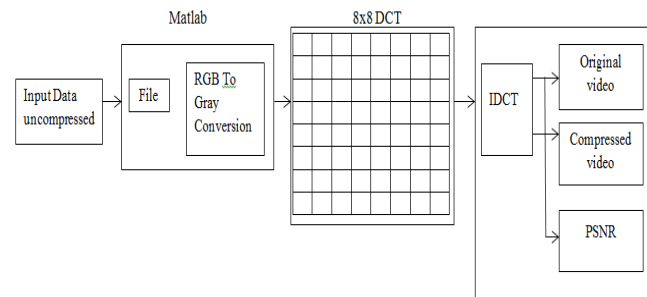 Matlab
8x8 DCT
Input Data
uncompressed
File
RGB To
Gray
Conversion
IDCT
Original
video
Compressed
video
PSNR